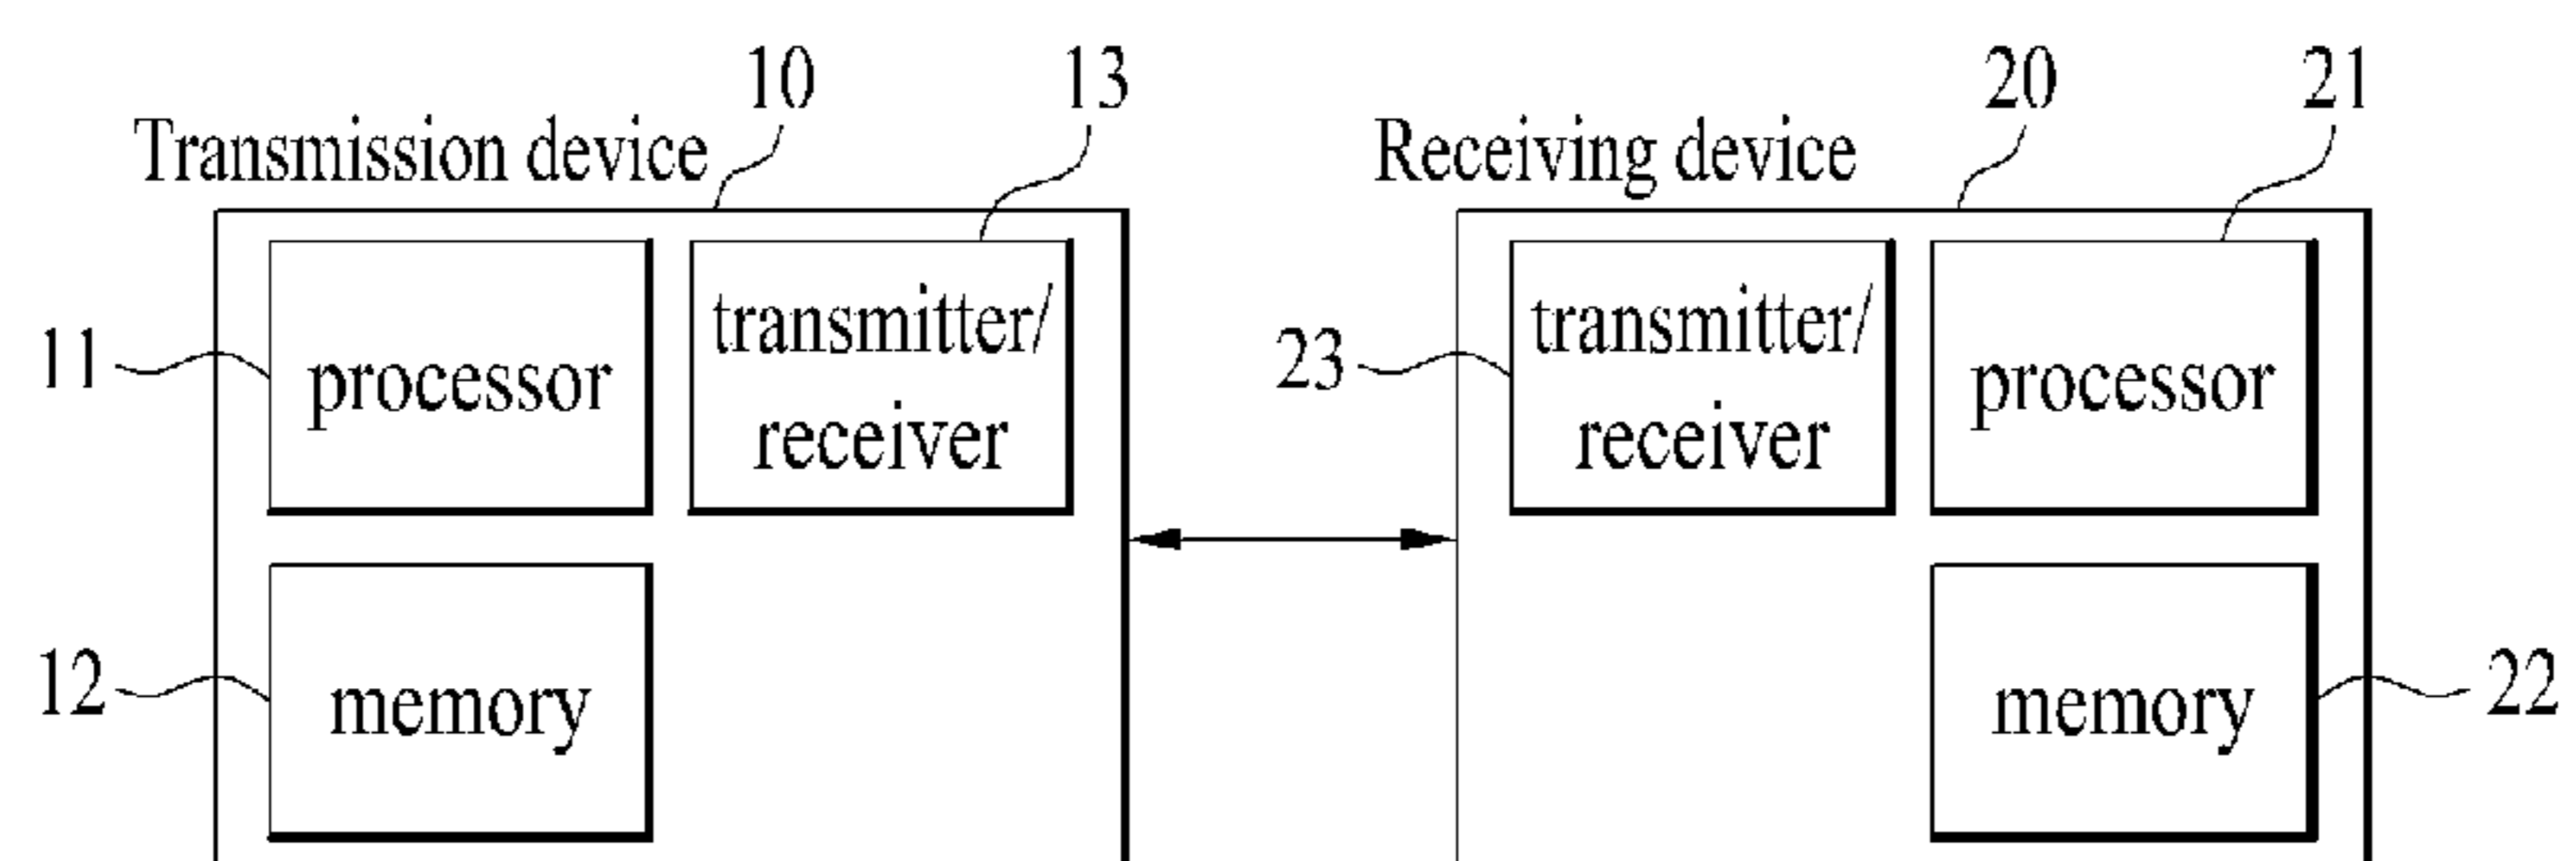 10
13
20
21
Transmission device
Receiving device
transmitter/
transmitter/
11
processor
receiver
23
receiver
processor
12
memory
memory
22